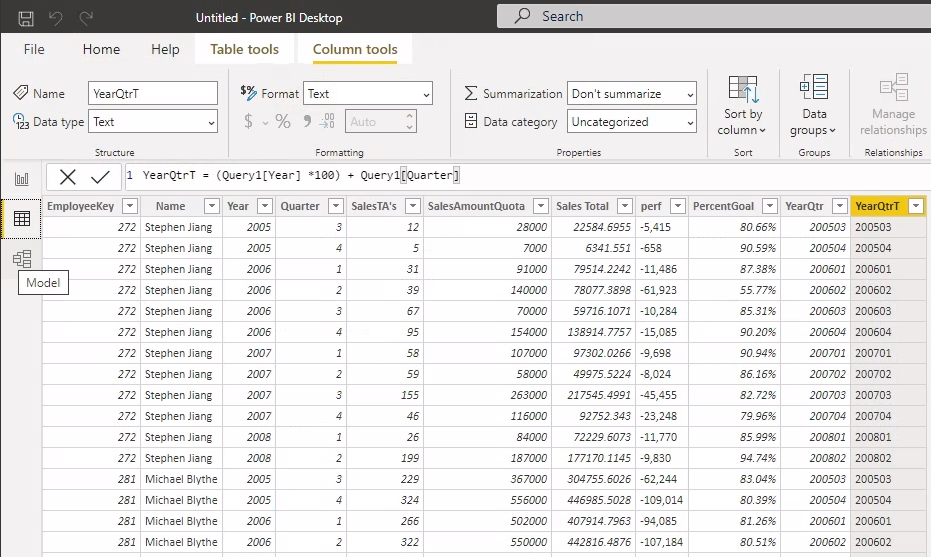 Untitled - Power BI Desktop
Search
File Home Help Table tools Column tools
Name YearQtrT
Data type Text
Structure
$% Format Text
$ % 9 .00 Auto
Formatting
Summarization Don't summarize
Data category Uncategorized
Properties
Sort by column
Sort
Data groups
Groups
Manage relationships
Relationships
1 YearQtrT = (Query1[Year] *100) + Query1[Quarter]
EmployeeKey Name Year Quarter SalesTA's SalesAmountQuota Sales Total perf PercentGoal YearQtr YearQtrT
272 Stephen Jiang 2005 3 12 28000 22584.6955 -5,415 80.66% 200503 200503
272 Stephen Jiang 2005 4 5 7000 6341.551 -658 90.59% 200504 200504
272 Stephen Jiang 2006 1 31 91000 79514.2242 -11,486 87.38% 200601 200601
272 Stephen Jiang 2006 2 39 140000 78077.3898 -61,923 55.77% 200602 200602
272 Stephen Jiang 2006 3 67 70000 59716.1071 -10,284 85.31% 200603 200603
272 Stephen Jiang 2006 4 95 154000 138914.7757 -15,085 90.20% 200604 200604
272 Stephen Jiang 2007 1 58 107000 97302.0266 -9,698 90.94% 200701 200701
272 Stephen Jiang 2007 2 59 58000 49975.5224 -8,024 86.16% 200702 200702
272 Stephen Jiang 2007 3 155 263000 217545.4991 -45,455 82.72% 200703 200703
272 Stephen Jiang 2007 4 46 116000 92752.343 -23,248 79.96% 200704 200704
272 Stephen Jiang 2008 1 26 84000 72229.6073 -11,770 85.99% 200801 200801
272 Stephen Jiang 2008 2 199 187000 177170.1145 -9,830 94.74% 200802 200802
281 Michael Blythe 2005 3 229 367000 304755.6026 -62,244 83.04% 200503 200503
281 Michael Blythe 2005 4 324 556000 446985.5028 -109,014 80.39% 200504 200504
281 Michael Blythe 2006 1 266 502000 407914.7963 -94,085 81.26% 200601 200601
281 Michael Blythe 2006 2 322 550000 442816.4876 -107,184 80.51% 200602 200602
Model